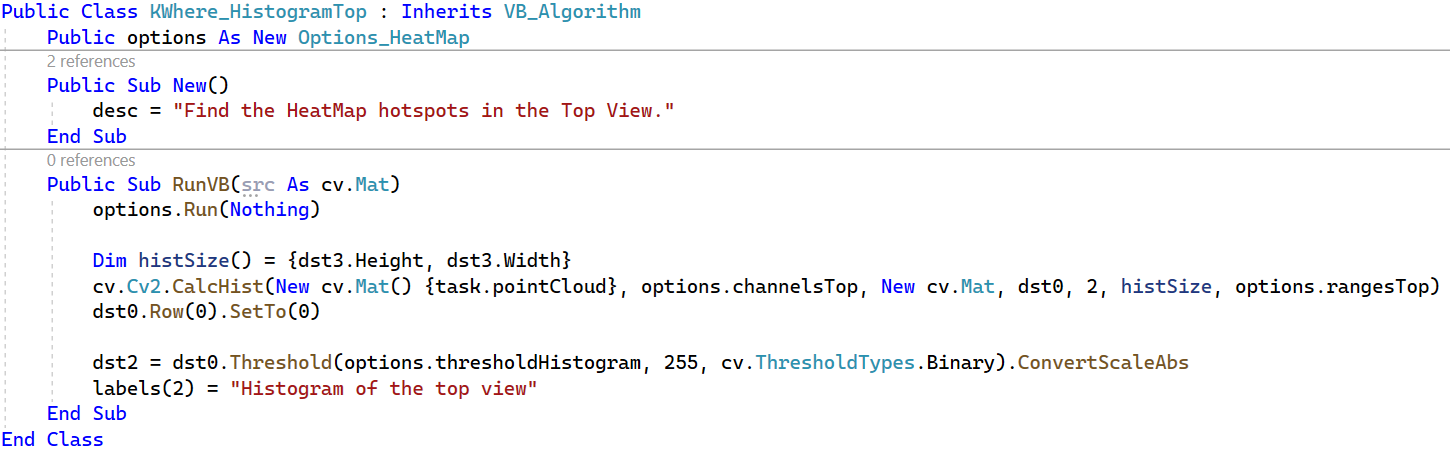 Public Class KWhere_HistogramTop : Inherits VB_Algorithm
    Public options As New Options_HeatMap
    2 references
    Public Sub New()
        desc = "Find the HeatMap hotspots in the Top View."
    End Sub
    0 references
    Public Sub RunVB(src As cv.Mat)
        options.Run(Nothing)

        Dim histSize() = {dst3.Height, dst3.Width}
        cv.Cv2.CalcHist(New cv.Mat() {task.pointCloud}, options.channelsTop, New cv.Mat, dst0, 2, histSize, options.rangesTop)
        dst0.Row(0).SetTo(0)

        dst2 = dst0.Threshold(options.thresholdHistogram, 255, cv.ThresholdTypes.Binary).ConvertScaleAbs
        labels(2) = "Histogram of the top view"
    End Sub
End Class